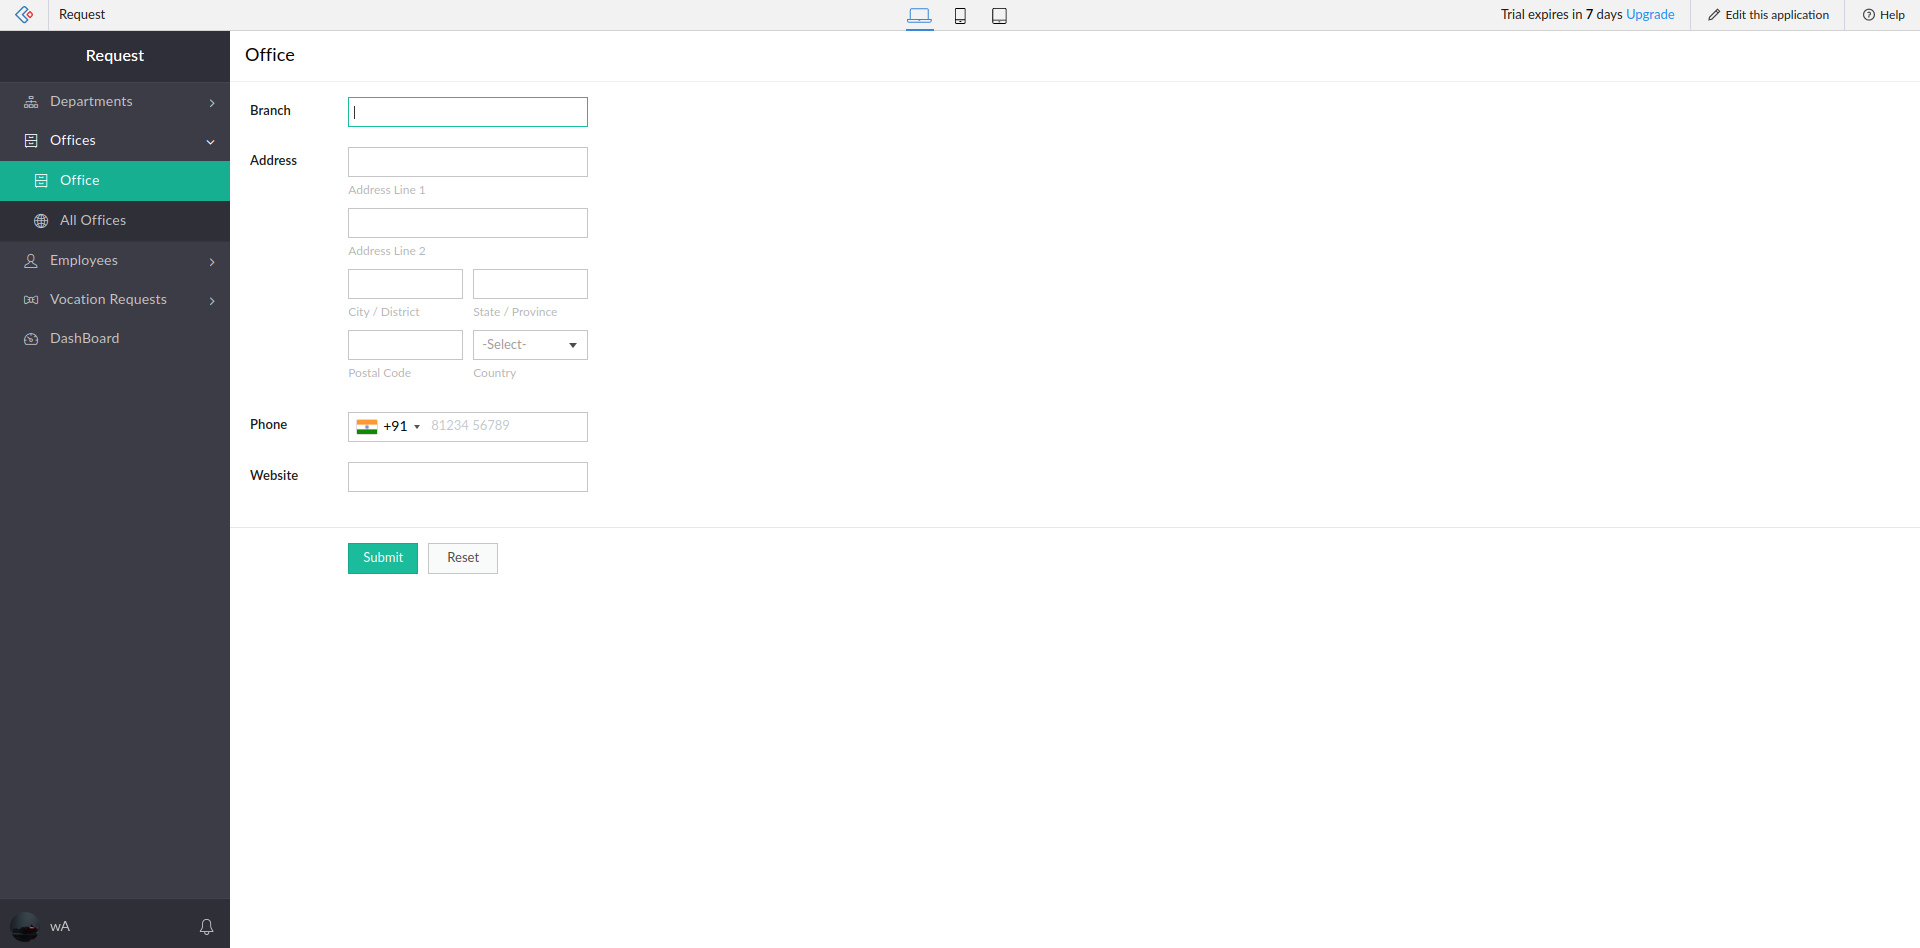 Request
Trial expires in 7 days Upgrade
Edit this application
Help
Request
Departments
Offices
Office
All Offices
Employees
Vocation Requests
DashBoard
wA
Office
Branch
Address
Address Line 1
Address Line 2
City / District
State / Province
-Select-
Postal Code
Country
Phone
+91
81234 56789
Website
Submit
Reset